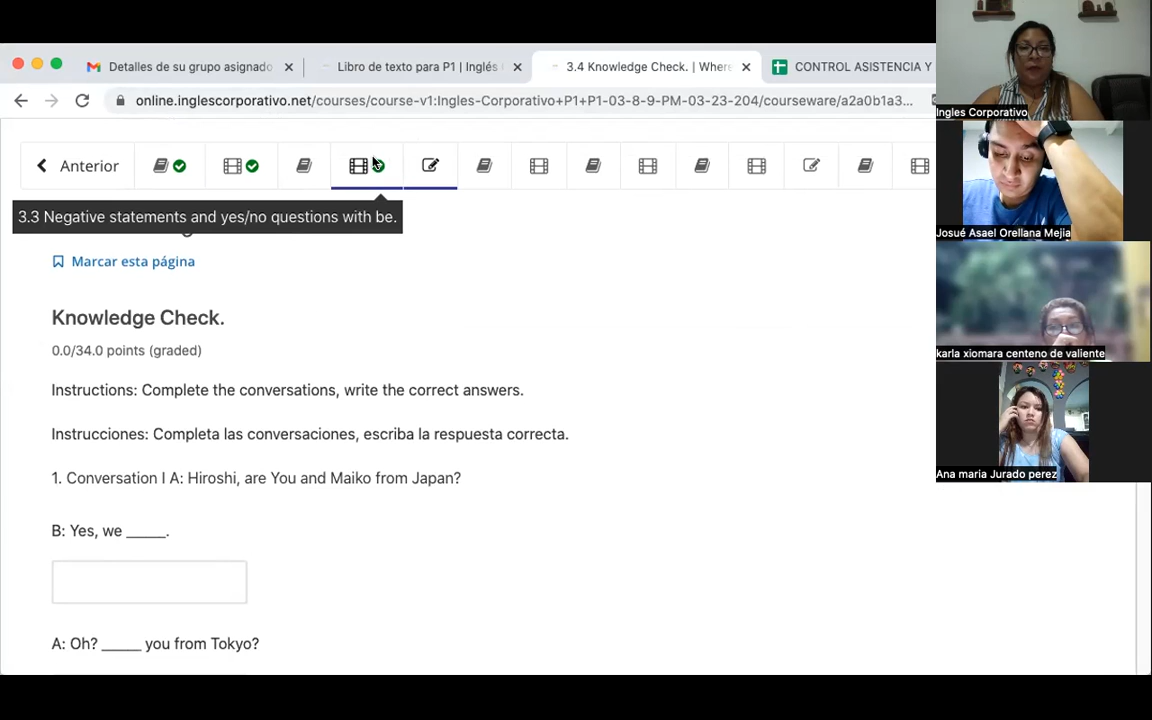 Detalles de su grupo asignado
Libro de texto para P1 | Inglés
3.4 Knowledge Check. | Where
CONTROL ASISTENCIA Y
online.inglescorporativo.net/courses/course-v1:Ingles-Corporativo+P1+P1-03-8-9-PM-03-23-204/courseware/a2a0b1a3...
Anterior
3.3 Negative statements and yes/no questions with be.
Marcar esta página
Knowledge Check.
0.0/34.0 points (graded)
Instructions: Complete the conversations, write the correct answers.
Instrucciones: Completa las conversaciones, escriba la respuesta correcta.
1. Conversation I A: Hiroshi, are You and Maiko from Japan?
B: Yes, we _____.
A: Oh? _____ you from Tokyo?
Ingles Corporativo
Josué Asael Orellana Mejia
karla xiomara centeno de valiente
Ana maria Jurado perez